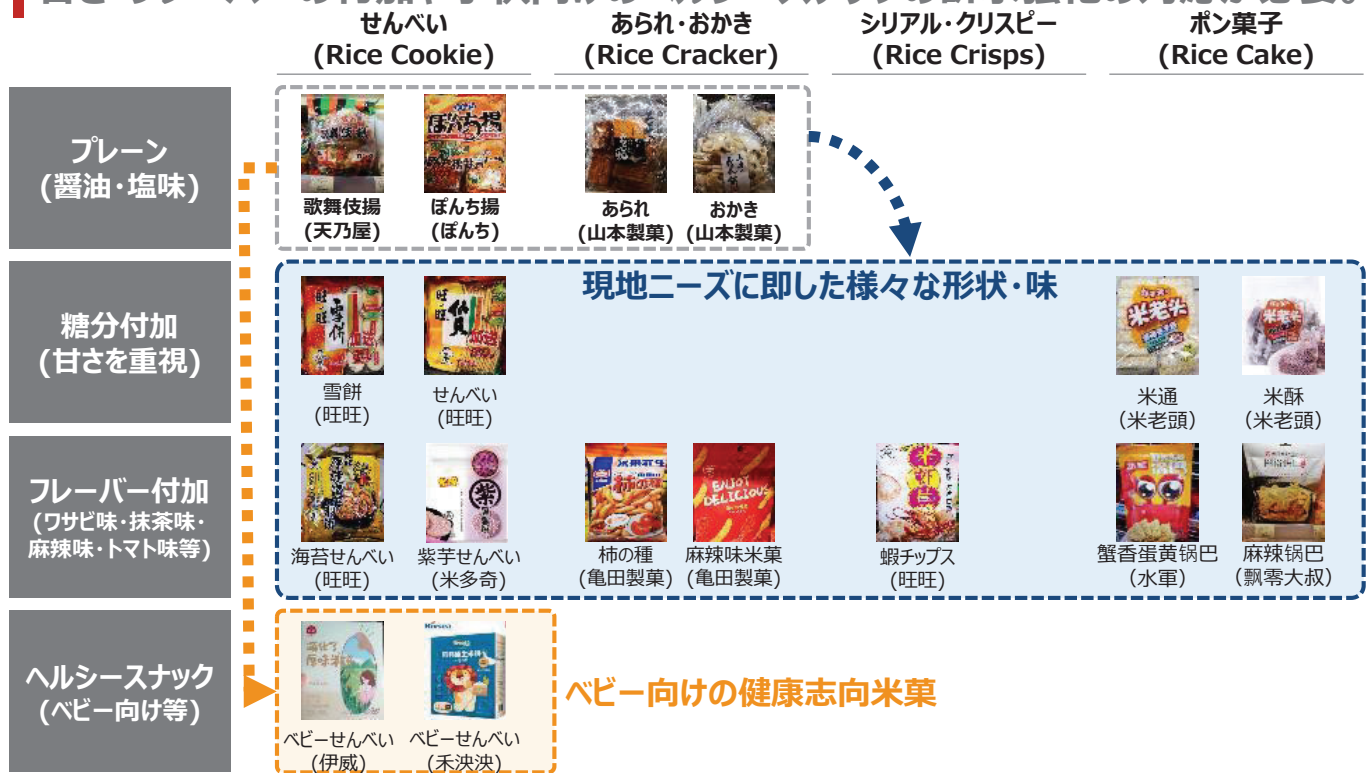 せんべい
(Rice Cookie)
あられ・おかき
(Rice Cracker)
シリアル・クリスピー
(Rice Crisps)
ポン菓子
(Rice Cake)
プレーン
(醤油・塩味)
歌舞伎揚
(天乃屋)
ぽんち揚
(ぽんち)
あられ
(山本製菓)
おかき
(山本製菓)
現地ニーズに即した様々な形状・味
糖分付加
(甘さを重視)
雪餅
(旺旺)
せんべい
(旺旺)
米通
(米老頭)
米酥
(米老頭)
フレーバー付加
(ワサビ味・抹茶味・
麻辣味・トマト味等)
ENJOY
DELICIOUS
海苔せんべい
(旺旺)
紫芋せんべい
(米多奇)
柿の種
(亀田製菓)
麻辣味米菓
(亀田製菓)
蝦チップス
(旺旺)
蟹香蛋黄锅巴
(水軍)
麻辣锅巴
(飘零大叔)
ヘルシースナック
(ベビー向け等)
ベビー向けの健康志向米菓
ベビーせんべい
(伊威)
ベビーせんべい
(禾泱泱)